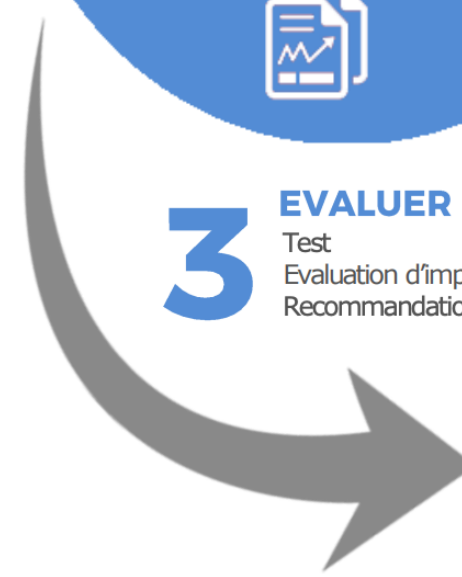 3
EVALUER
Test
Evaluation d’imp
Recommandatio